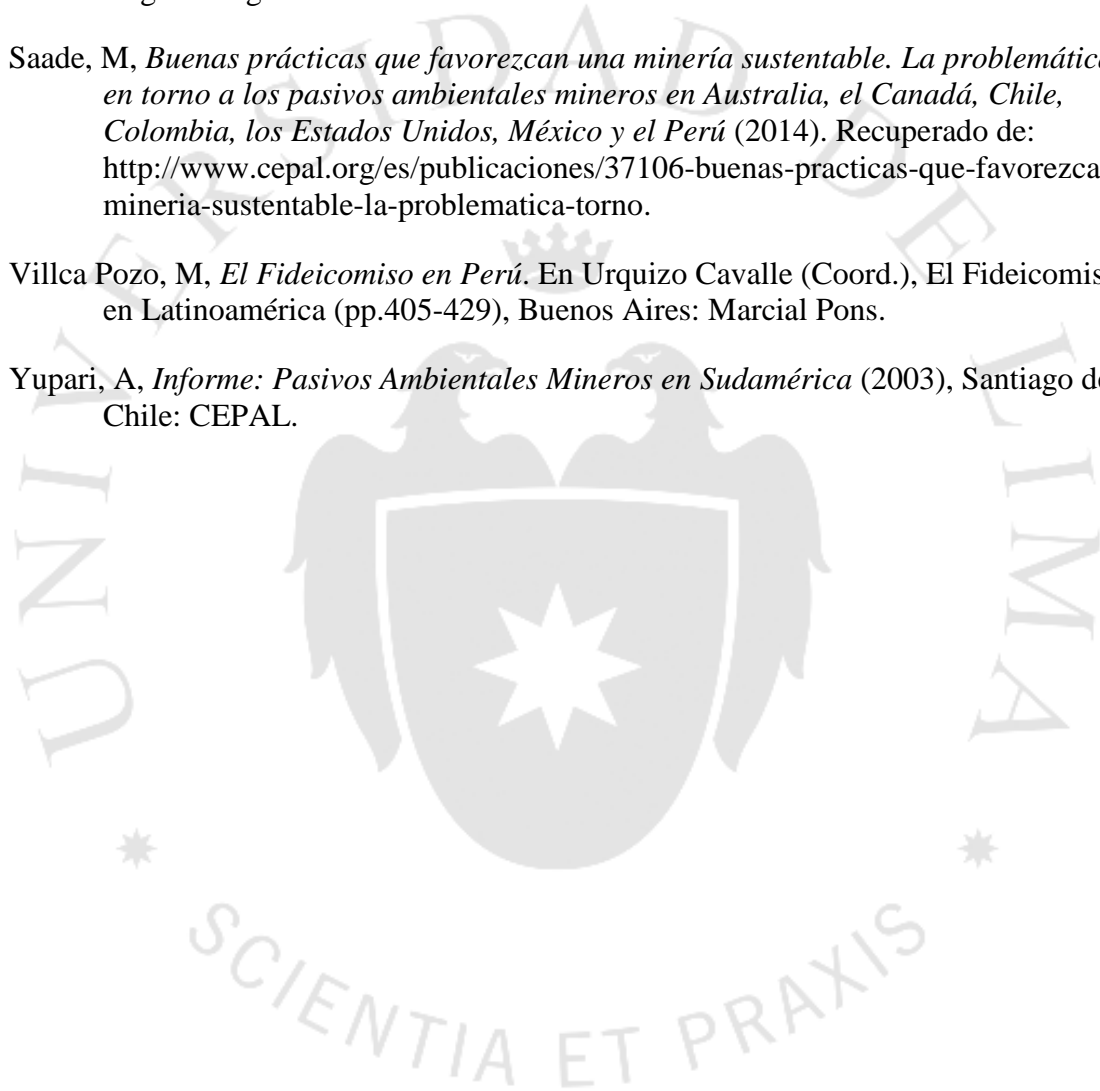 Saade, M, Buenas prácticas que favorezcan una minería sustentable. La problemátic
en torno a los pasivos ambientales mineros en Australia, el Canadá, Chile,
Colombia, los Estados Unidos, México y el Perú (2014). Recuperado de:
http://www.cepal.org/es/publicaciones/37106-buenas-practicas-que-favorezca
mineria-sustentable-la-problematica-torno.
Villca Pozo, M, El Fideicomiso en Perú. En Urquizo Cavalle (Coord.), El Fideicomis
en Latinoamérica (pp.405-429), Buenos Aires: Marcial Pons.
Yupari, A, Informe: Pasivos Ambientales Mineros en Sudamérica (2003), Santiago de
Chile: CEPAL.
UNIVERSIDAD DE LIMA
SCIENTIA ET PRAXIS